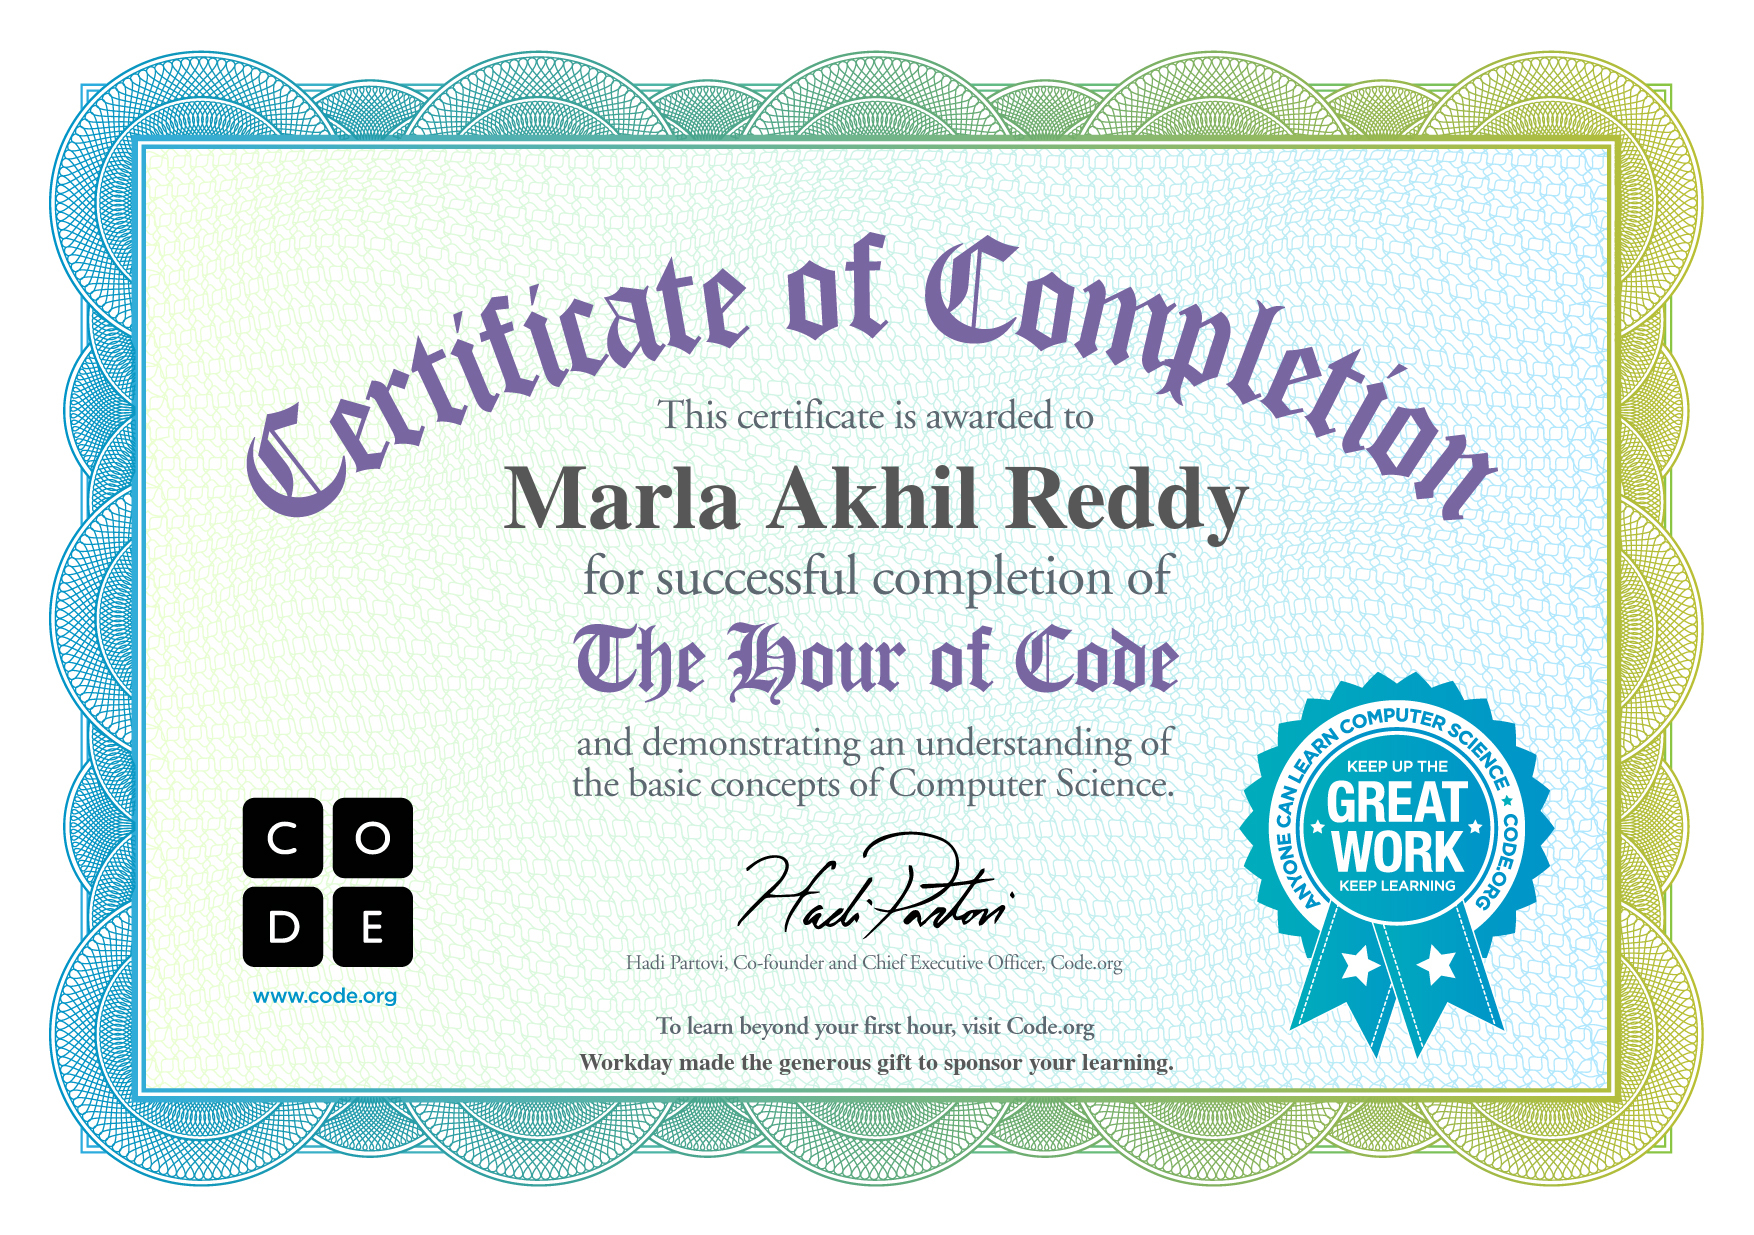 Certificate of Completion
This certificate is awarded to
Marla Akhil Reddy
for successful completion of
The Hour of Code
and demonstrating an understanding of
the basic concepts of Computer Science.
C O
D E
www.code.org
Hadi Partovi
Hadi Partovi, Co-founder and Chief Executive Officer, Code.org
To learn beyond your first hour, visit Code.org
Workday made the generous gift to sponsor your learning.
ANYONE CAN LEARN COMPUTER SCIENCE ★ CODE.ORG
KEEP UP THE
GREAT
WORK
KEEP LEARNING